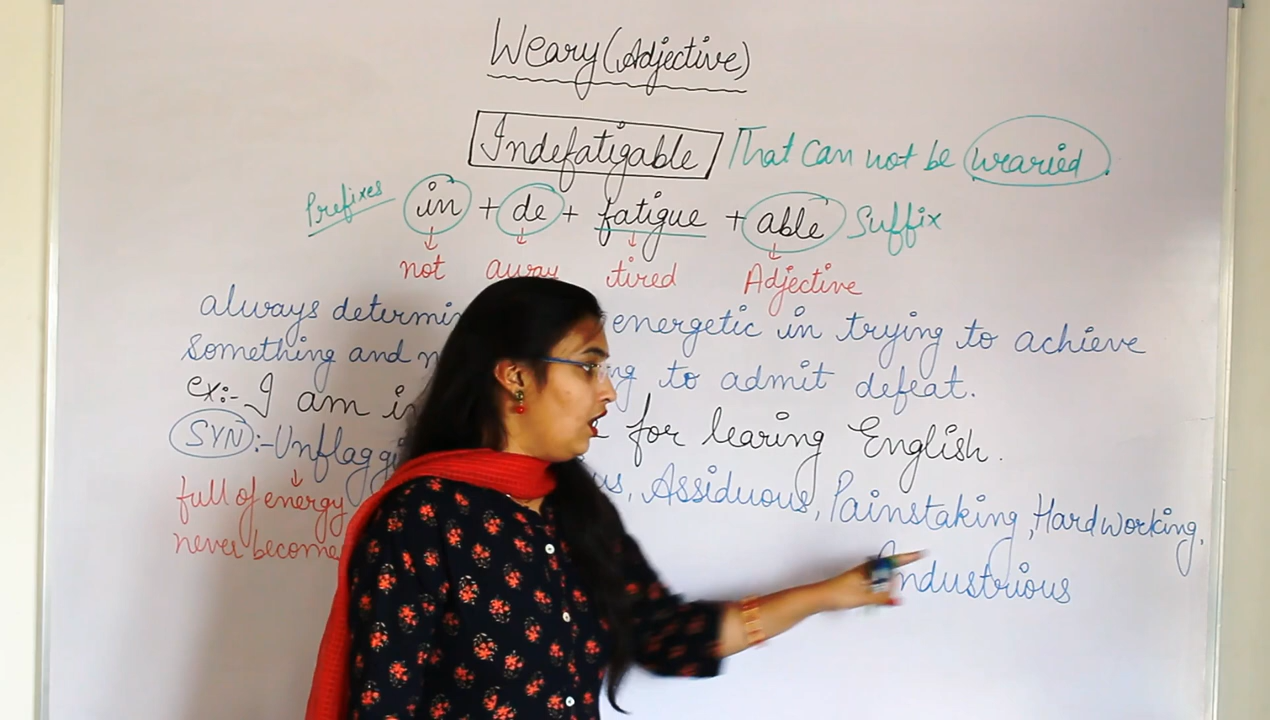 Weary (Adjective)
Indefatigable That can not be wearied
Prefixes in + de + fatigue + able Suffix
not away tired Adjective
always energetic in trying to achieve
Something and to admit defeat.
ex:- I am for learing English.
SYN:- Assiduous, Painstaking, Hardworking,
full of energy Industrious
never become